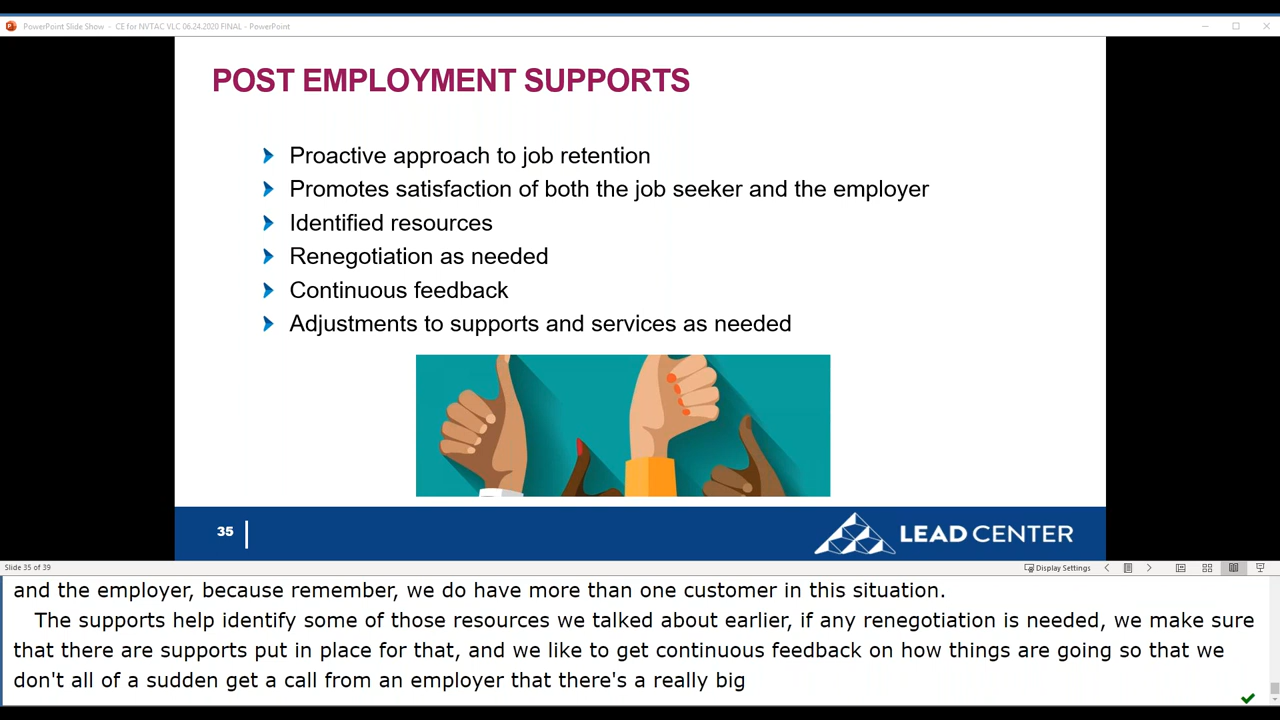 PowerPoint Slide Show - CE for NVTAC VLC 06.24.2020 FINAL - PowerPoint
POST EMPLOYMENT SUPPORTS
Proactive approach to job retention
Promotes satisfaction of both the job seeker and the employer
Identified resources
Renegotiation as needed
Continuous feedback
Adjustments to supports and services as needed
35
LEAD CENTER
Slide 35 of 39
Display Settings
and the employer, because remember, we do have more than one customer in this situation.
The supports help identify some of those resources we talked about earlier, if any renegotiation is needed, we make sure
that there are supports put in place for that, and we like to get continuous feedback on how things are going so that we
don't all of a sudden get a call from an employer that there's a really big